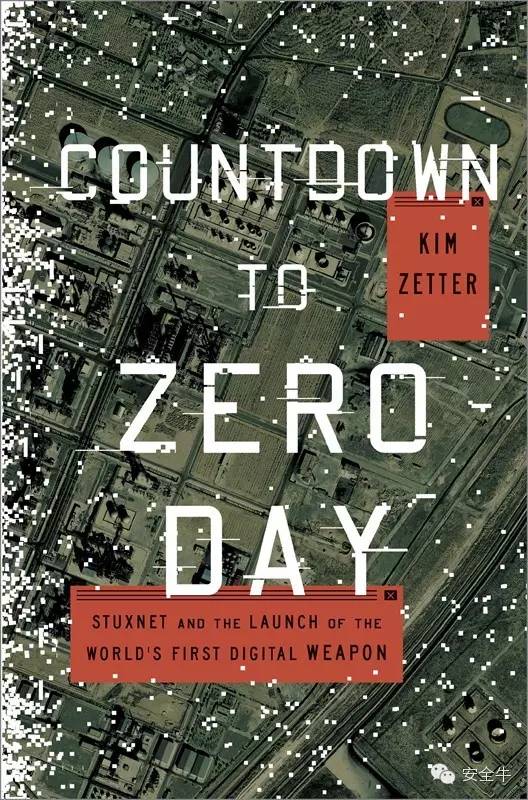 COUNTDOWN
KIM
ZETTER
TO
ZERO
DAY
STUXNET AND THE LAUNCH OF THE
WORLD'S FIRST DIGITAL WEAPON
安全牛